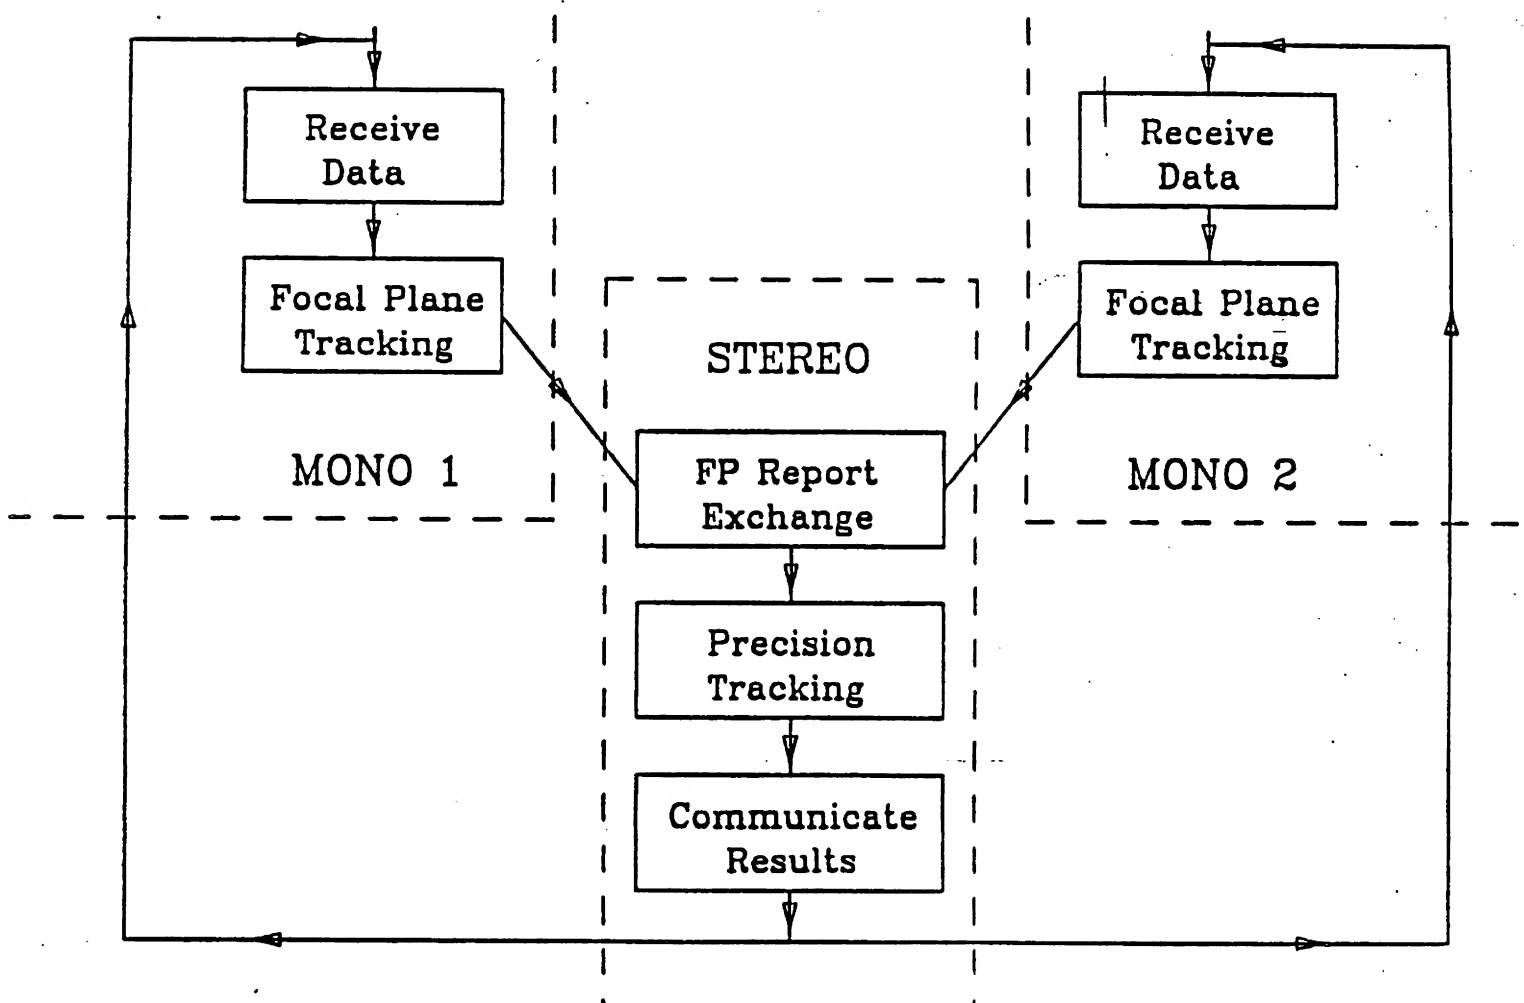 Receive
Data
Focal Plane
Tracking
MONO 1
STEREO
FP Report
Exchange
Precision
Tracking
Communicate
Results
Receive
Data
Focal Plane
Tracking
MONO 2